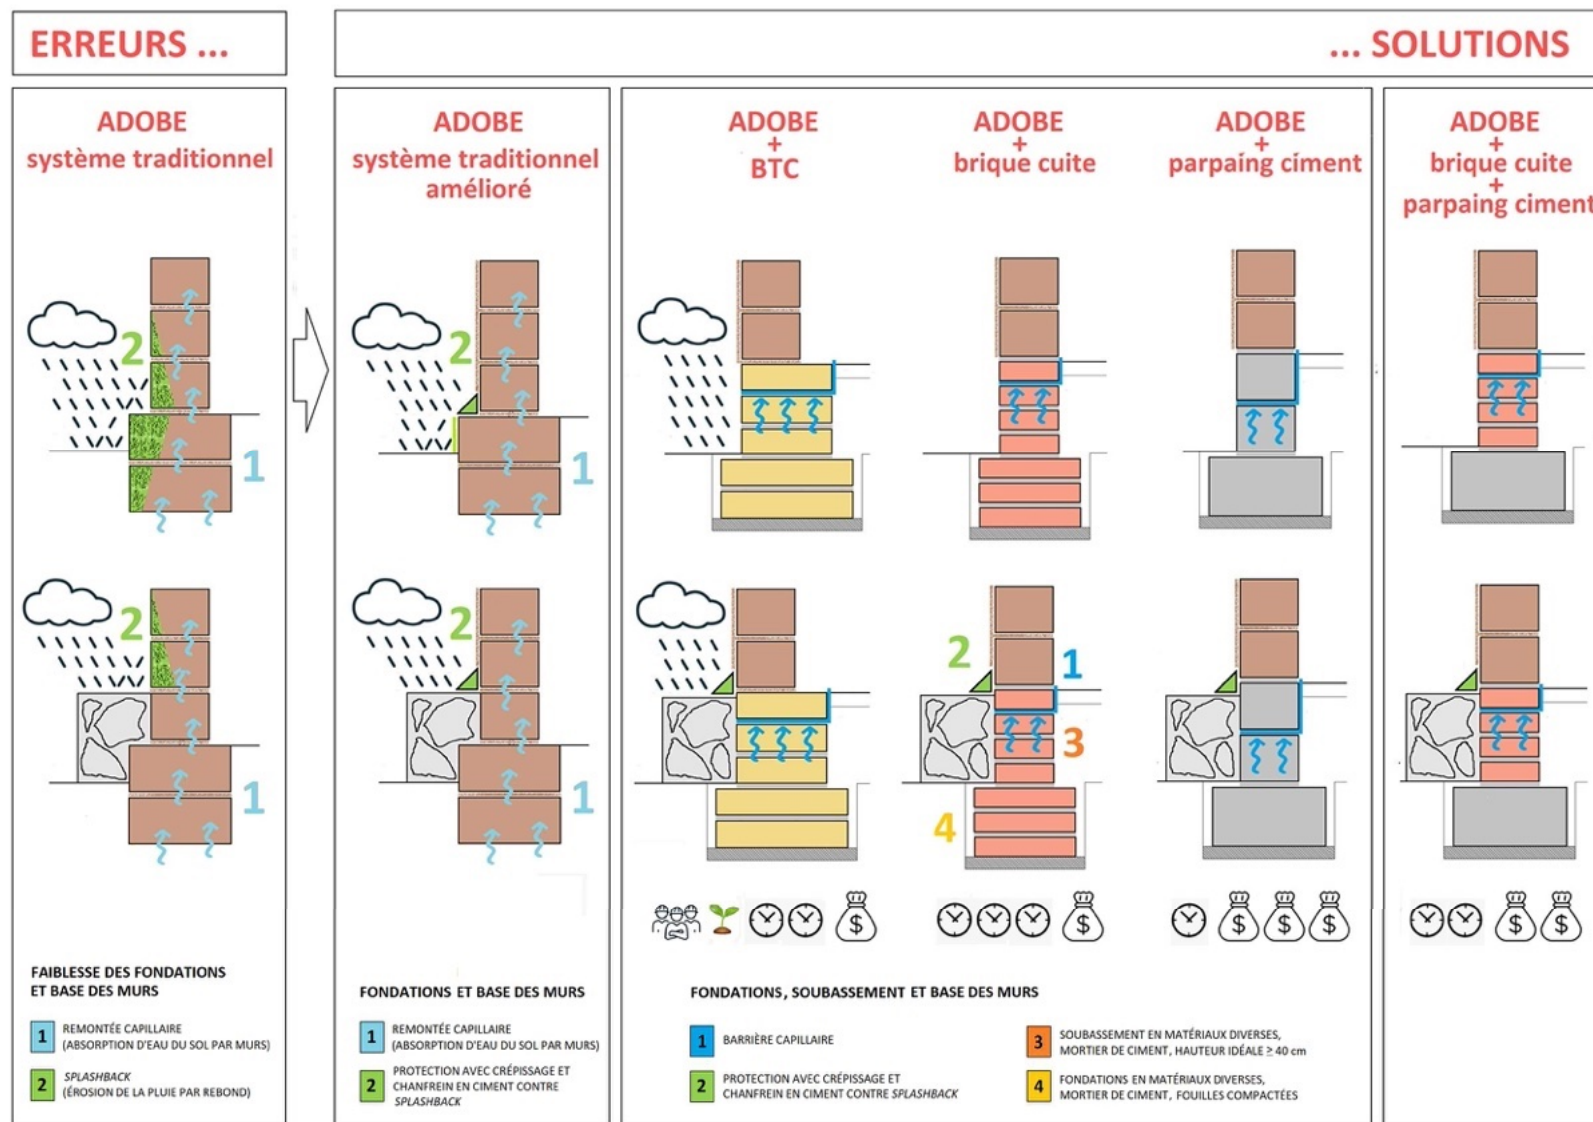 ERREURS ...
... SOLUTIONS
ADOBE
système traditionnel
2
1
2
1
FAIBLESSE DES FONDATIONS
ET BASE DES MURS
1 REMONTÉE CAPILLAIRE
(ABSORPTION D'EAU DU SOL PAR MURS)
2 SPLASHBACK
(ÉROSION DE LA PLUIE PAR REBOND)
ADOBE
système traditionnel
amélioré
2
1
2
1
FONDATIONS ET BASE DES MURS
1 REMONTÉE CAPILLAIRE
(ABSORPTION D'EAU DU SOL PAR MURS)
2 PROTECTION AVEC CRÉPISSAGE ET
CHANFREIN EN CIMENT CONTRE
SPLASHBACK
ADOBE
+
BTC
$
ADOBE
+
brique cuite
2
1
3
4
$
ADOBE
+
parpaing ciment
$ $ $
FONDATIONS, SOUBASSEMENT ET BASE DES MURS
1 BARRIÈRE CAPILLAIRE
2 PROTECTION AVEC CRÉPISSAGE ET
CHANFREIN EN CIMENT CONTRE SPLASHBACK
3 SOUBASSEMENT EN MATÉRIAUX DIVERSES,
MORTIER DE CIMENT, HAUTEUR IDÉALE ≥ 40 cm
4 FONDATIONS EN MATÉRIAUX DIVERSES,
MORTIER DE CIMENT, FOUILLES COMPACTÉES
ADOBE
+
brique cuite
+
parpaing ciment
$ $